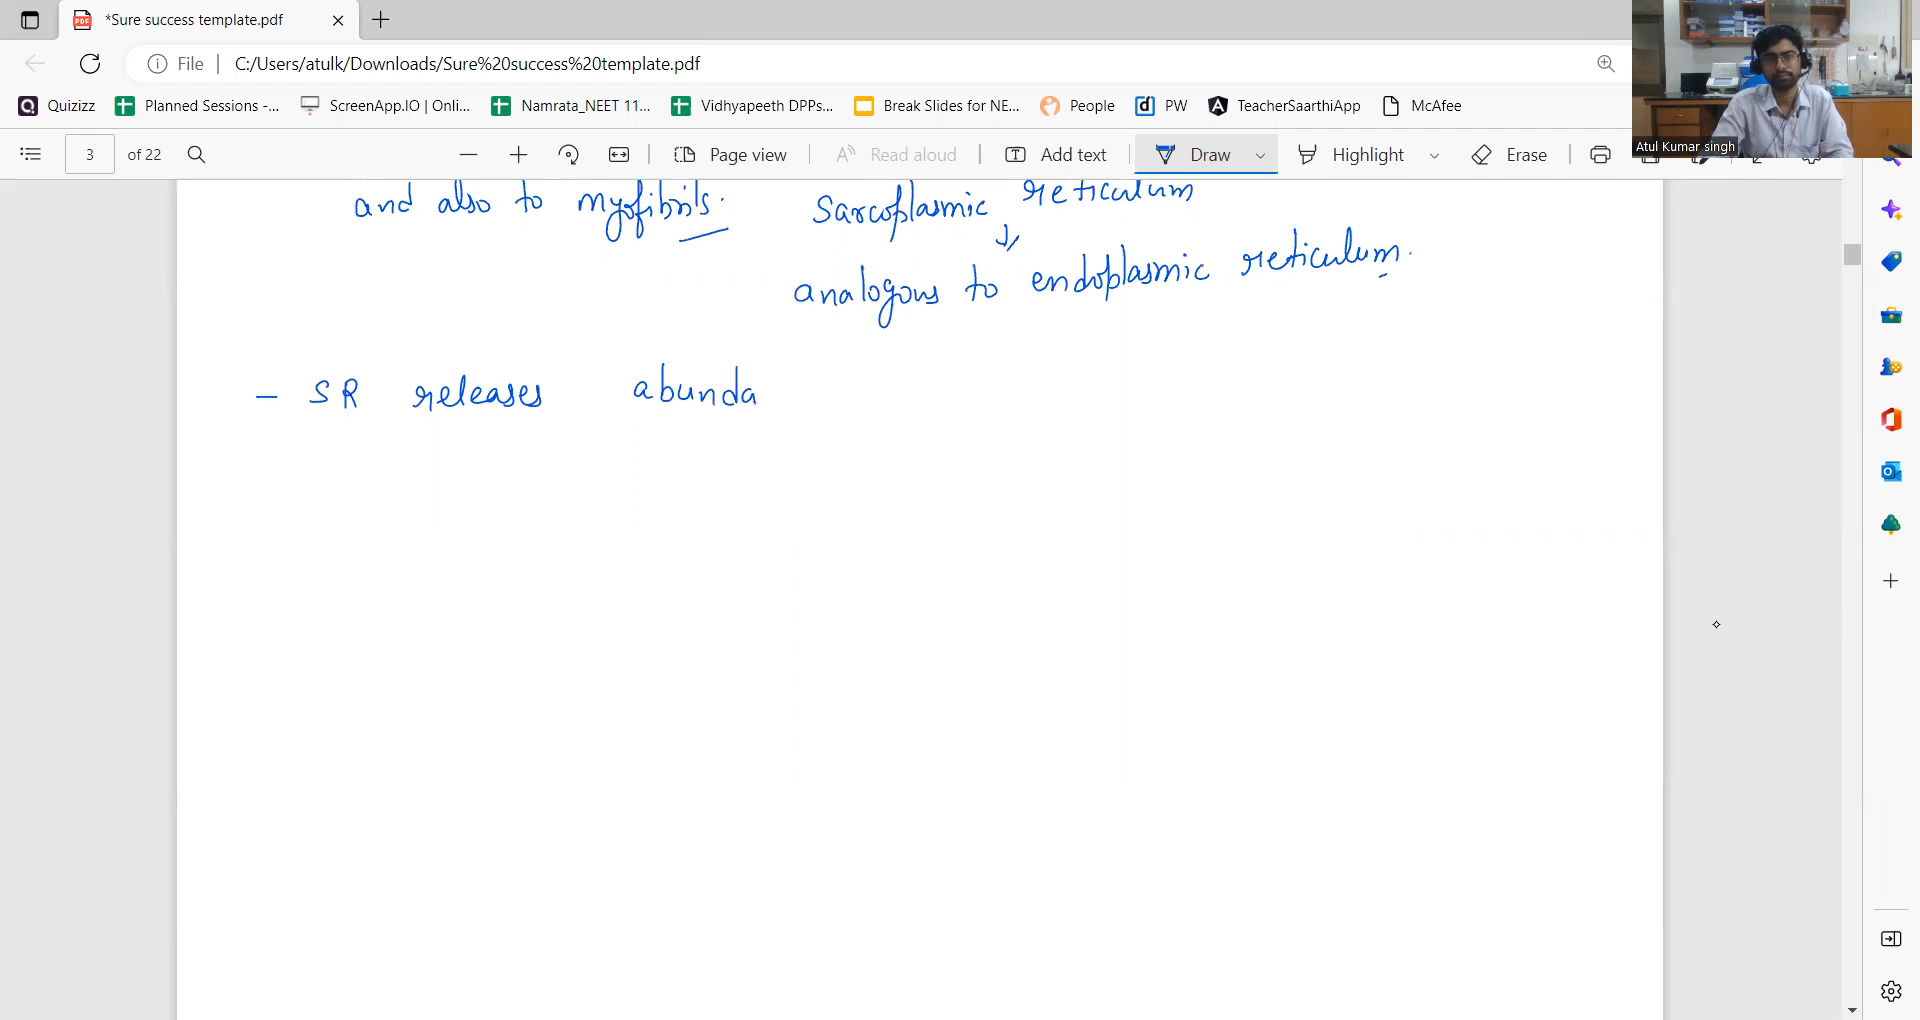 *Sure success template.pdf
File C:/Users/atulk/Downloads/Sure%20success%20template.pdf
Quizizz Planned Sessions -... ScreenApp.IO | Onli... Namrata_NEET 11... Vidhyapeeth DPPs... Break Slides for NE... People PW TeacherSaarthiApp McAfee
3 of 22 Page view Read aloud Add text Draw Highlight Erase
Atul Kumar singh
and also to myofibrils. Sarcoplasmic reticulum
analogous to endoplasmic reticulum.
- SR releases abunda